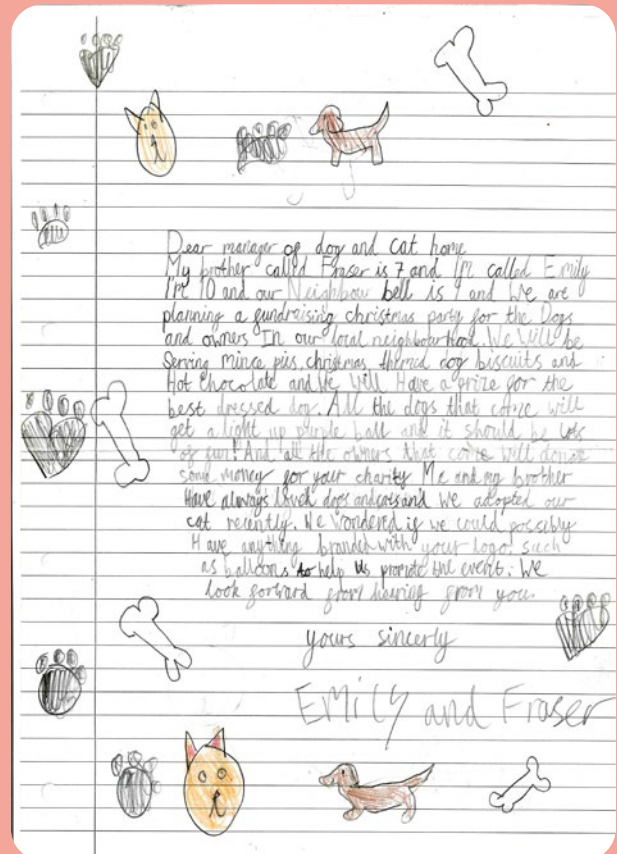 Dear manager of dog and cat home
My brother called Fraser is 7 and I'm called Emily
I'm 10 and our Neighbour bell is 9 and We are
planning a fundraising christmas party for the Dogs
and owners In our local neighbourhood. We will be
Serving mince pies, christmas themed dog biscuits and
Hot chocolate and We will Have a prize for the
best dressed dog. All the dogs that come will
get a light up purple ball and it should be lots
of fun! And all the owners that come will donate
some money for your charity Me and my brother
Have always loved dogs and cats and we adopted our
cat recently. We wondered if we could possibly
Have anything branded with your logo such
as balloons to help us promote the event. We
look forward from hearing from you.
yours sincerly
Emily and Fraser